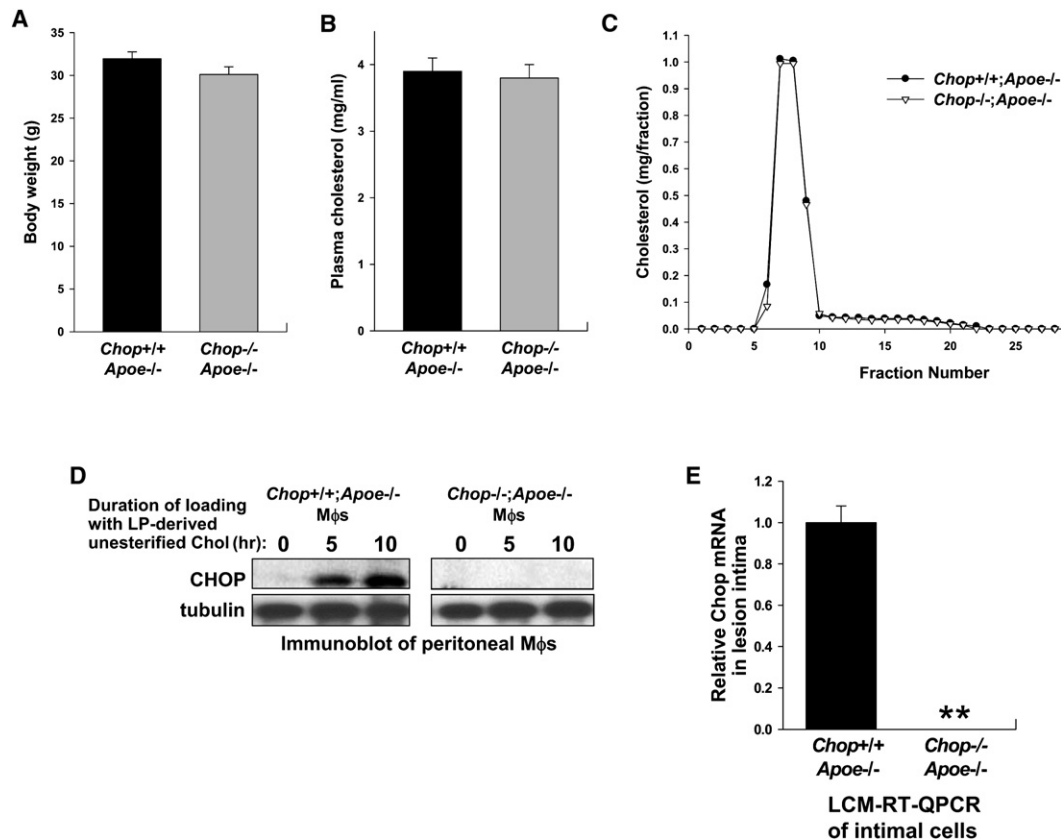 A
Body weight (g)
35
30
25
20
15
10
5
0
Chop+/+
Apoe-/-
Chop-/-
Apoe-/-
B
Plasma cholesterol (mg/ml)
4
2
0
Chop+/+
Apoe-/-
Chop-/-
Apoe-/-
C
Cholesterol (mg/fraction)
1.1
1.0
0.9
0.8
0.7
0.6
0.5
0.4
0.3
0.2
0.1
0.0
0 5 10 15 20 25
Fraction Number
Chop+/+;Apoe-/-
Chop-/-;Apoe-/-
D
Duration of loading
with LP-derived
unesterified Chol (hr):
Chop+/+;Apoe-/-
Mϕs
0 5 10
Chop-/-;Apoe-/-
Mϕs
0 5 10
CHOP
tubulin
Immunoblot of peritoneal Mϕs
E
Relative Chop mRNA
in lesion intima
1.2
1.0
0.8
0.6
0.4
0.2
0.0
**
Chop+/+
Apoe-/-
Chop-/-
Apoe-/-
LCM-RT-QPCR
of intimal cells